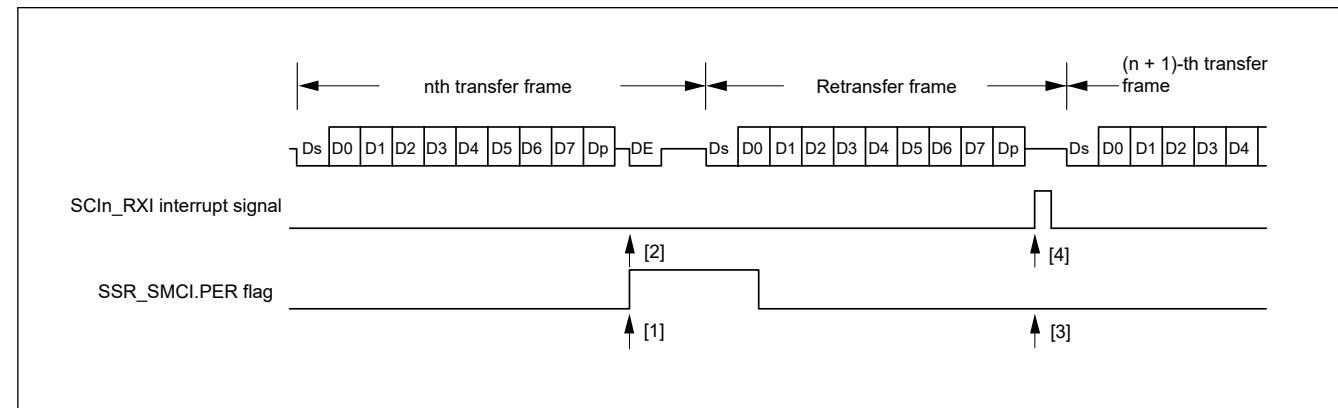 nth transfer frame
Retransfer frame
(n + 1)-th transfer
frame
Ds D0 D1 D2 D3 D4 D5 D6 D7 Dp DE Ds D0 D1 D2 D3 D4 D5 D6 D7 Dp Ds D0 D1 D2 D3 D4
SCIn_RXI interrupt signal
[2] [4]
SSR_SMCI.PER flag
[1] [3]